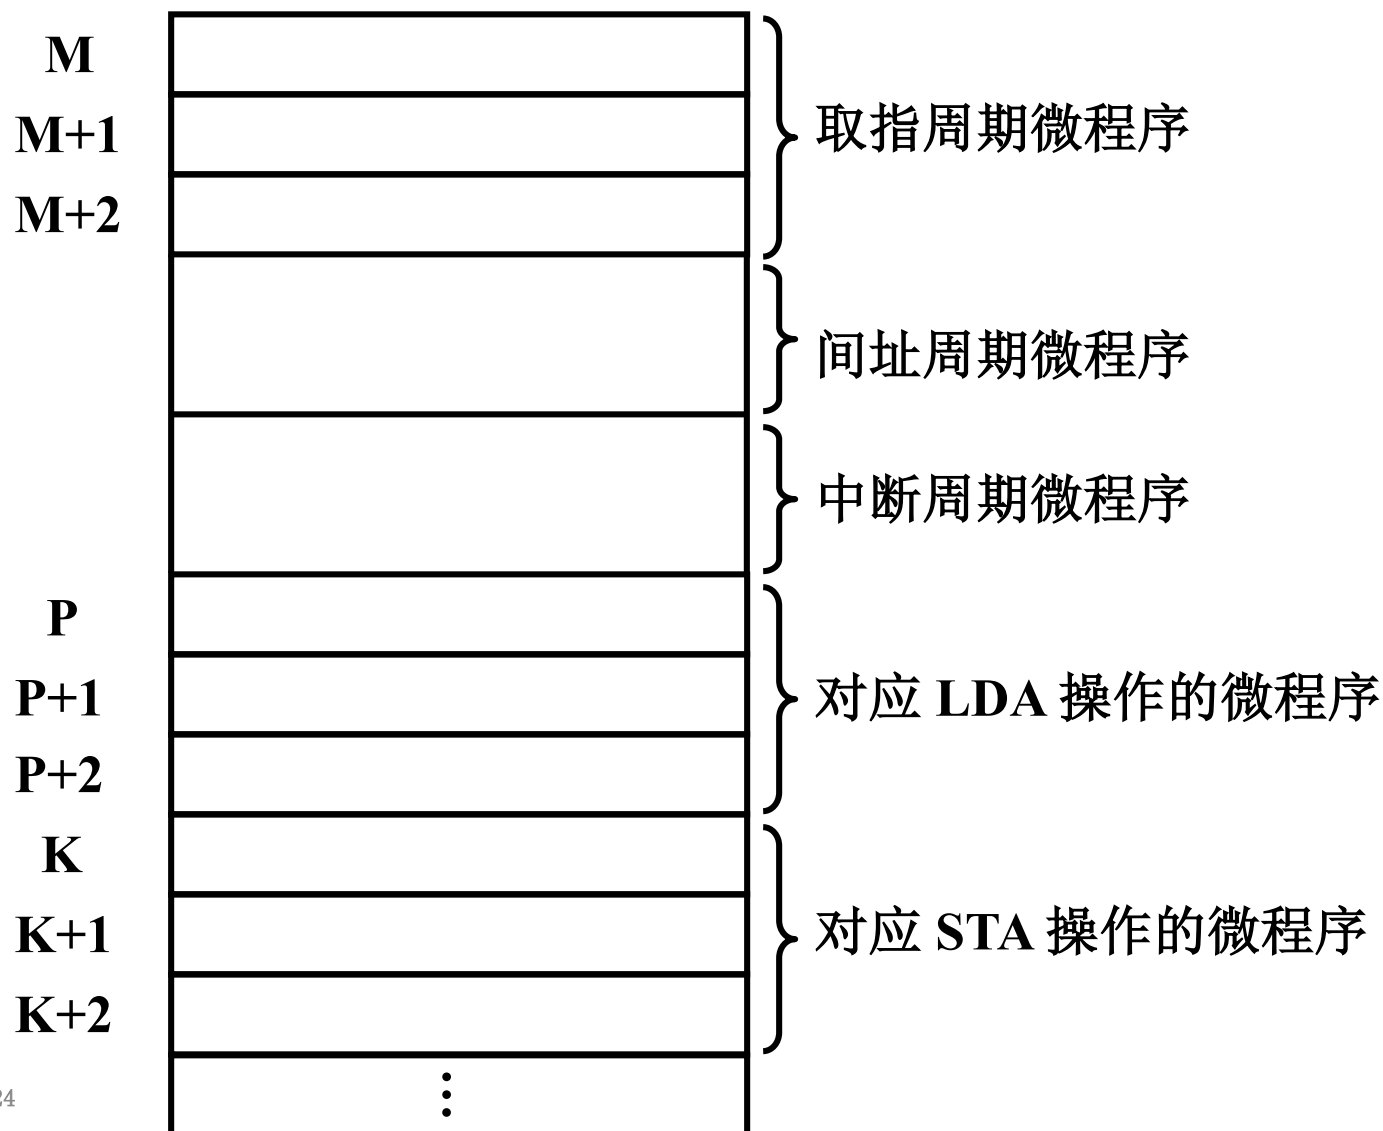 M
M+1
取指周期微程序
M+2
间址周期微程序
中断周期微程序
P
P+1
对应 LDA 操作的微程序
P+2
K
K+1
对应 STA 操作的微程序
K+2
⋮
24